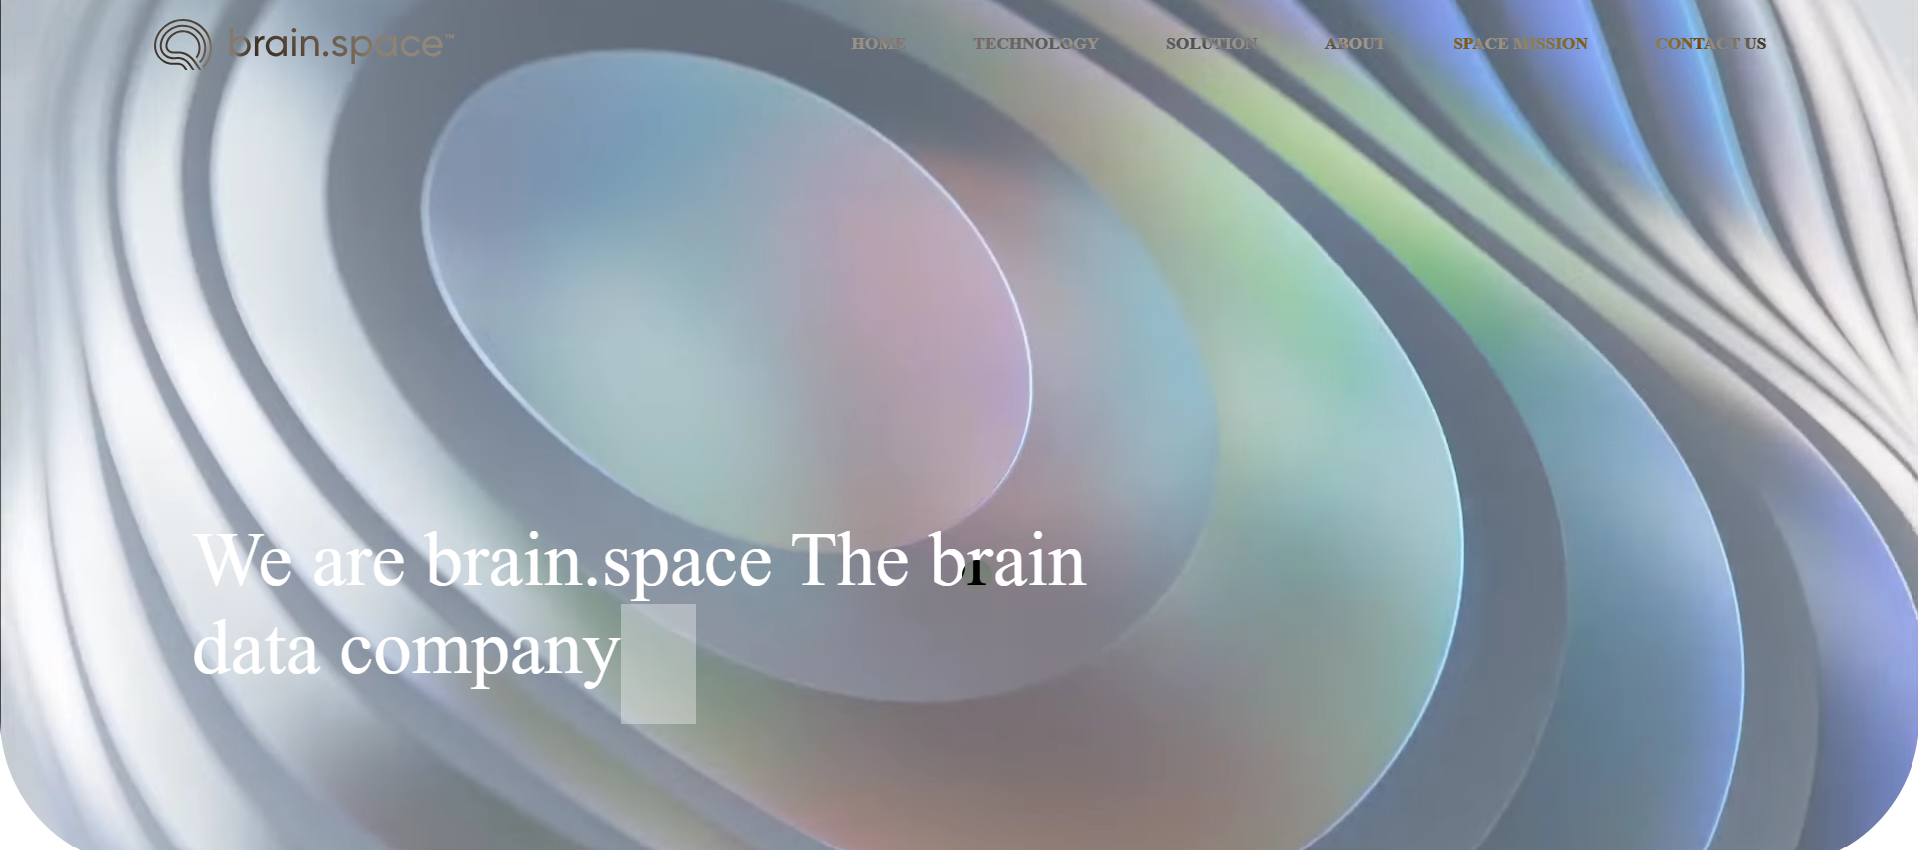 brain.space™
HOME TECHNOLOGY SOLUTION ABOUT SPACE MISSION CONTACT US
We are brain.space The brain
data company